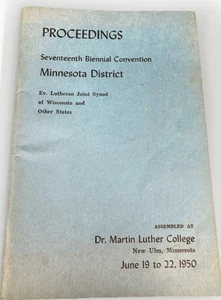 PROCEEDINGS
Seventeenth Biennial Convention
Minnesota District
Ev. Lutheran Joint Synod
of Wisconsin and
Other States
ASSEMBLED AT
Dr. Martin Luther College
New Ulm, Minnesota
June 19 to 22, 1950